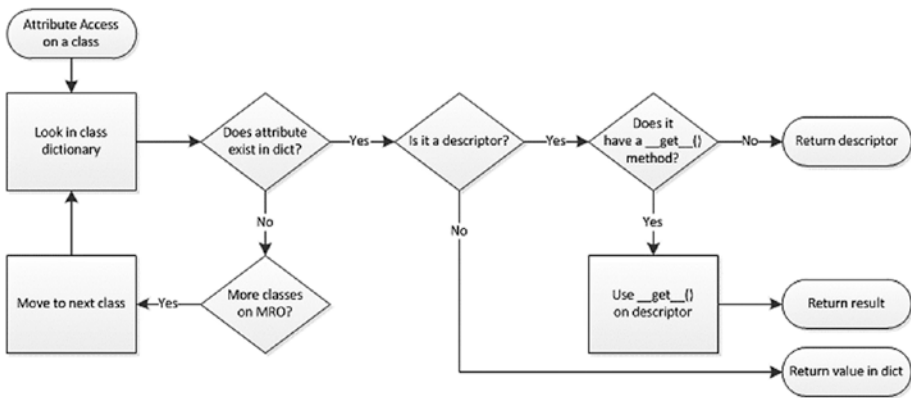 Attribute Access
on a class
Look in class
dictionary
Does attribute
exist in dict?
Yes
Is it a descriptor?
Yes
Does it
have a __get__()
method?
No
Return descriptor
No
No
Yes
Move to next class
Yes
More classes
on MRO?
Use __get__()
on descriptor
Return result
Return value in dict